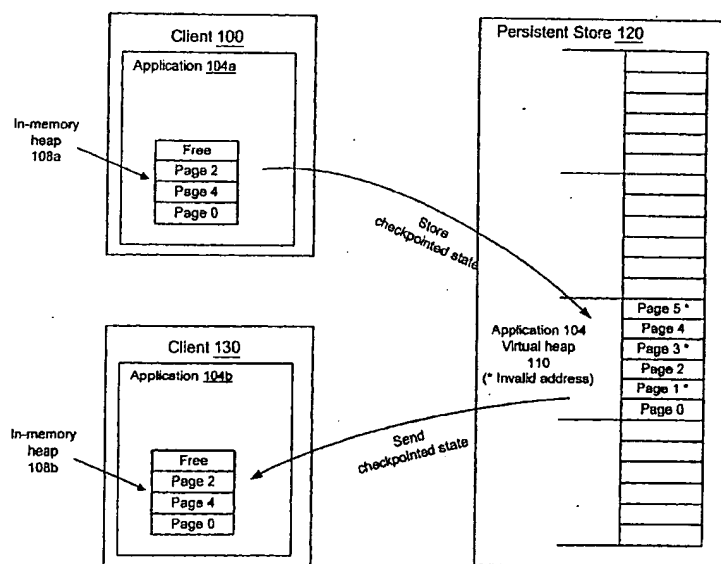 Client 100
Application 104a
In-memory
heap
108a
Free
Page 2
Page 4
Page 0
Store
checkpointed state
Persistent Store 120
Page 5 *
Page 4
Page 3 *
Page 2
Page 1 *
Page 0
Application 104
Virtual heap
110
(* Invalid address)
Client 130
Application 104b
In-memory
heap
108b
Free
Page 2
Page 4
Page 0
Send
checkpointed state